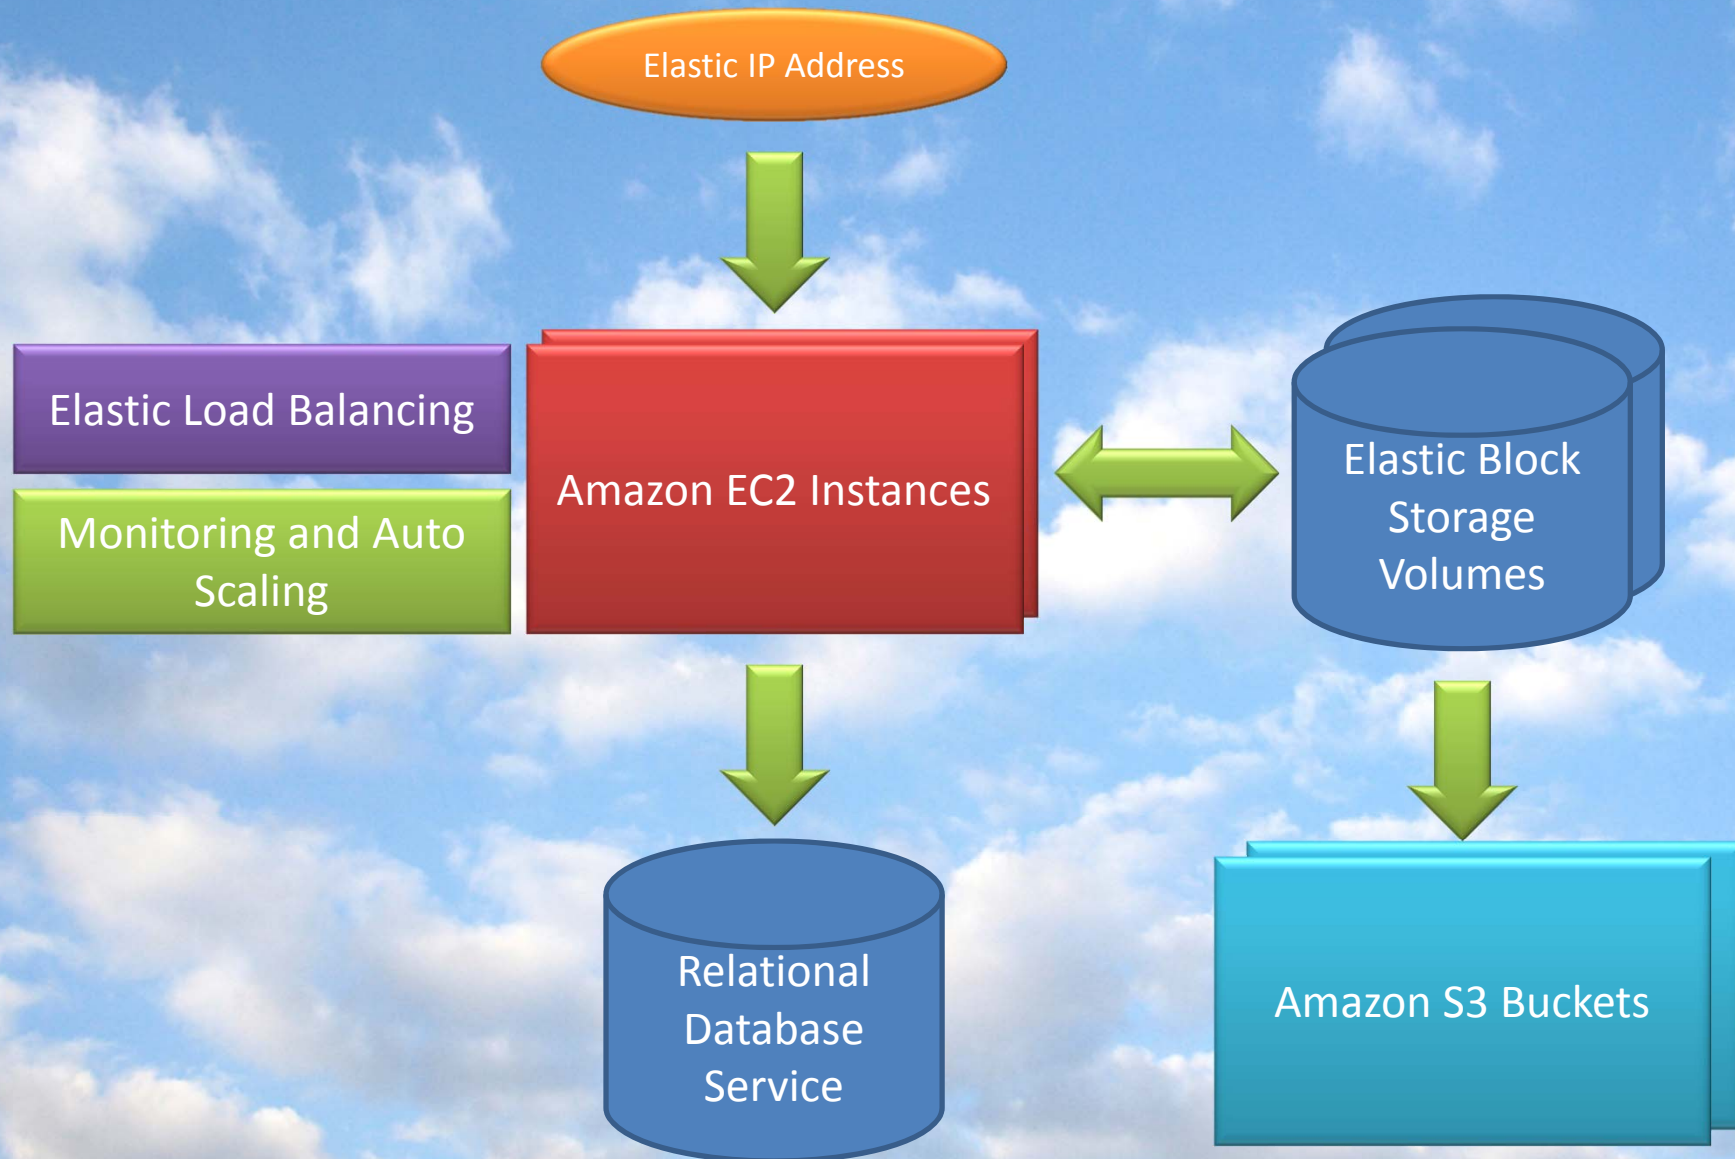 Elastic IP Address
Elastic Load Balancing
Monitoring and Auto
Scaling
Amazon EC2 Instances
Elastic Block
Storage
Volumes
Relational
Database
Service
Amazon S3 Buckets